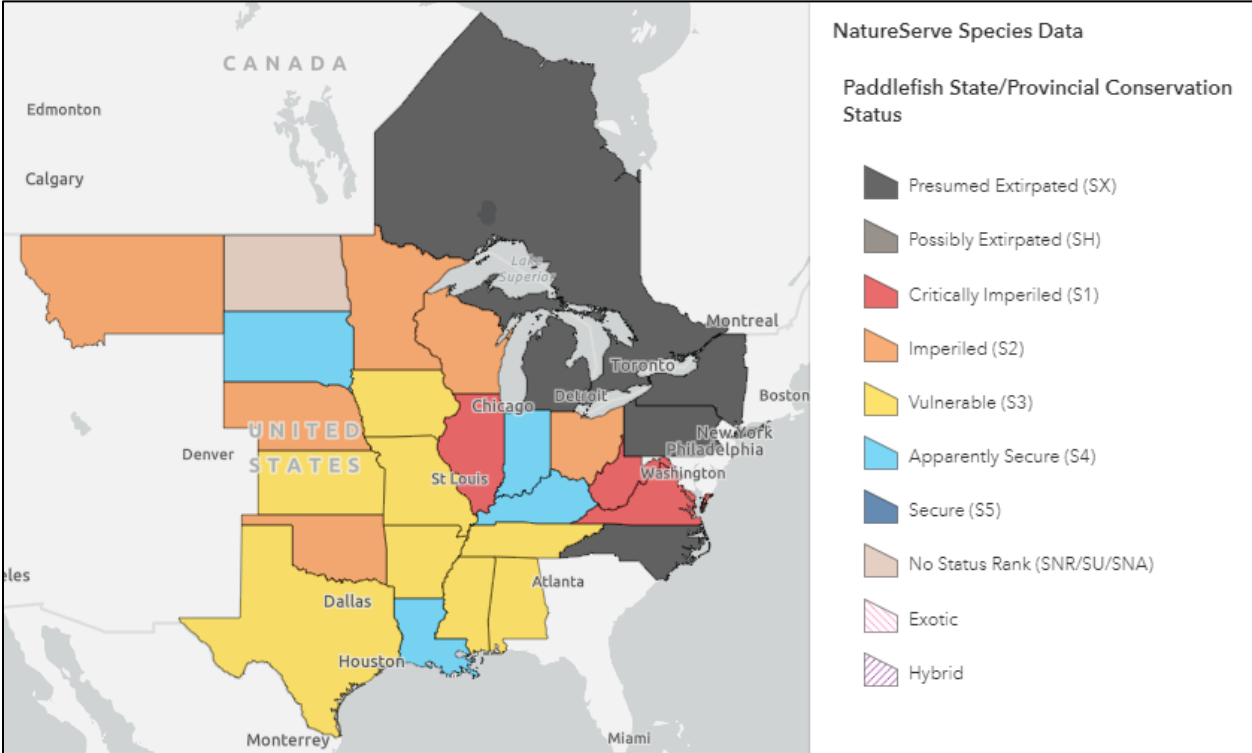 CANADA
Edmonton
Calgary
Lake
Superior
Montreal
Toronto
Detroit
Chicago
Boston
New York
Philadelphia
Washington
UNITED
STATES
Denver
St Louis
eles
Atlanta
Dallas
Houston
Monterrey
Miami
NatureServe Species Data
Paddlefish State/Provincial Conservation
Status
Presumed Extirpated (SX)
Possibly Extirpated (SH)
Critically Imperiled (S1)
Imperiled (S2)
Vulnerable (S3)
Apparently Secure (S4)
Secure (S5)
No Status Rank (SNR/SU/SNA)
Exotic
Hybrid